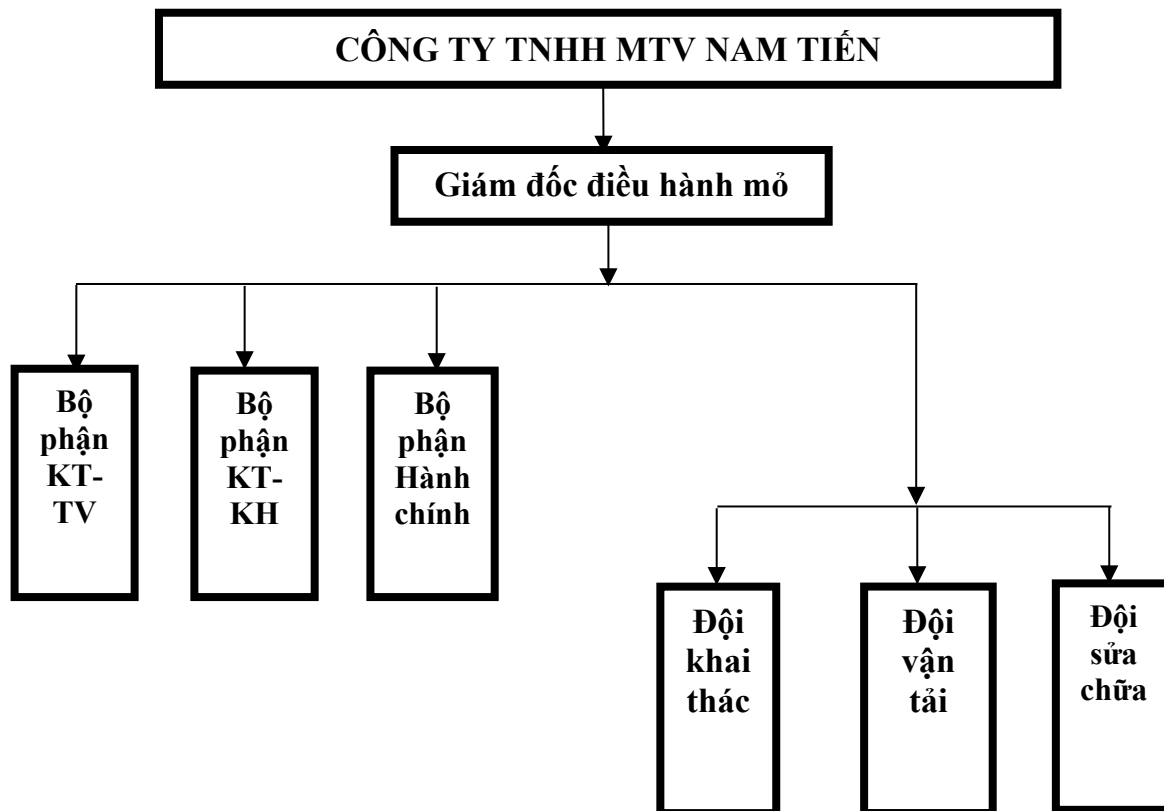 CÔNG TY TNHH MTV NAM TIẾN
Giám đốc điều hành mỏ
Bộ
phận
KT-
TV
Bộ
phận
KT-
KH
Bộ
phận
Hành
chính
Đội
khai
thác
Đội
vận
tải
Đội
sửa
chữa